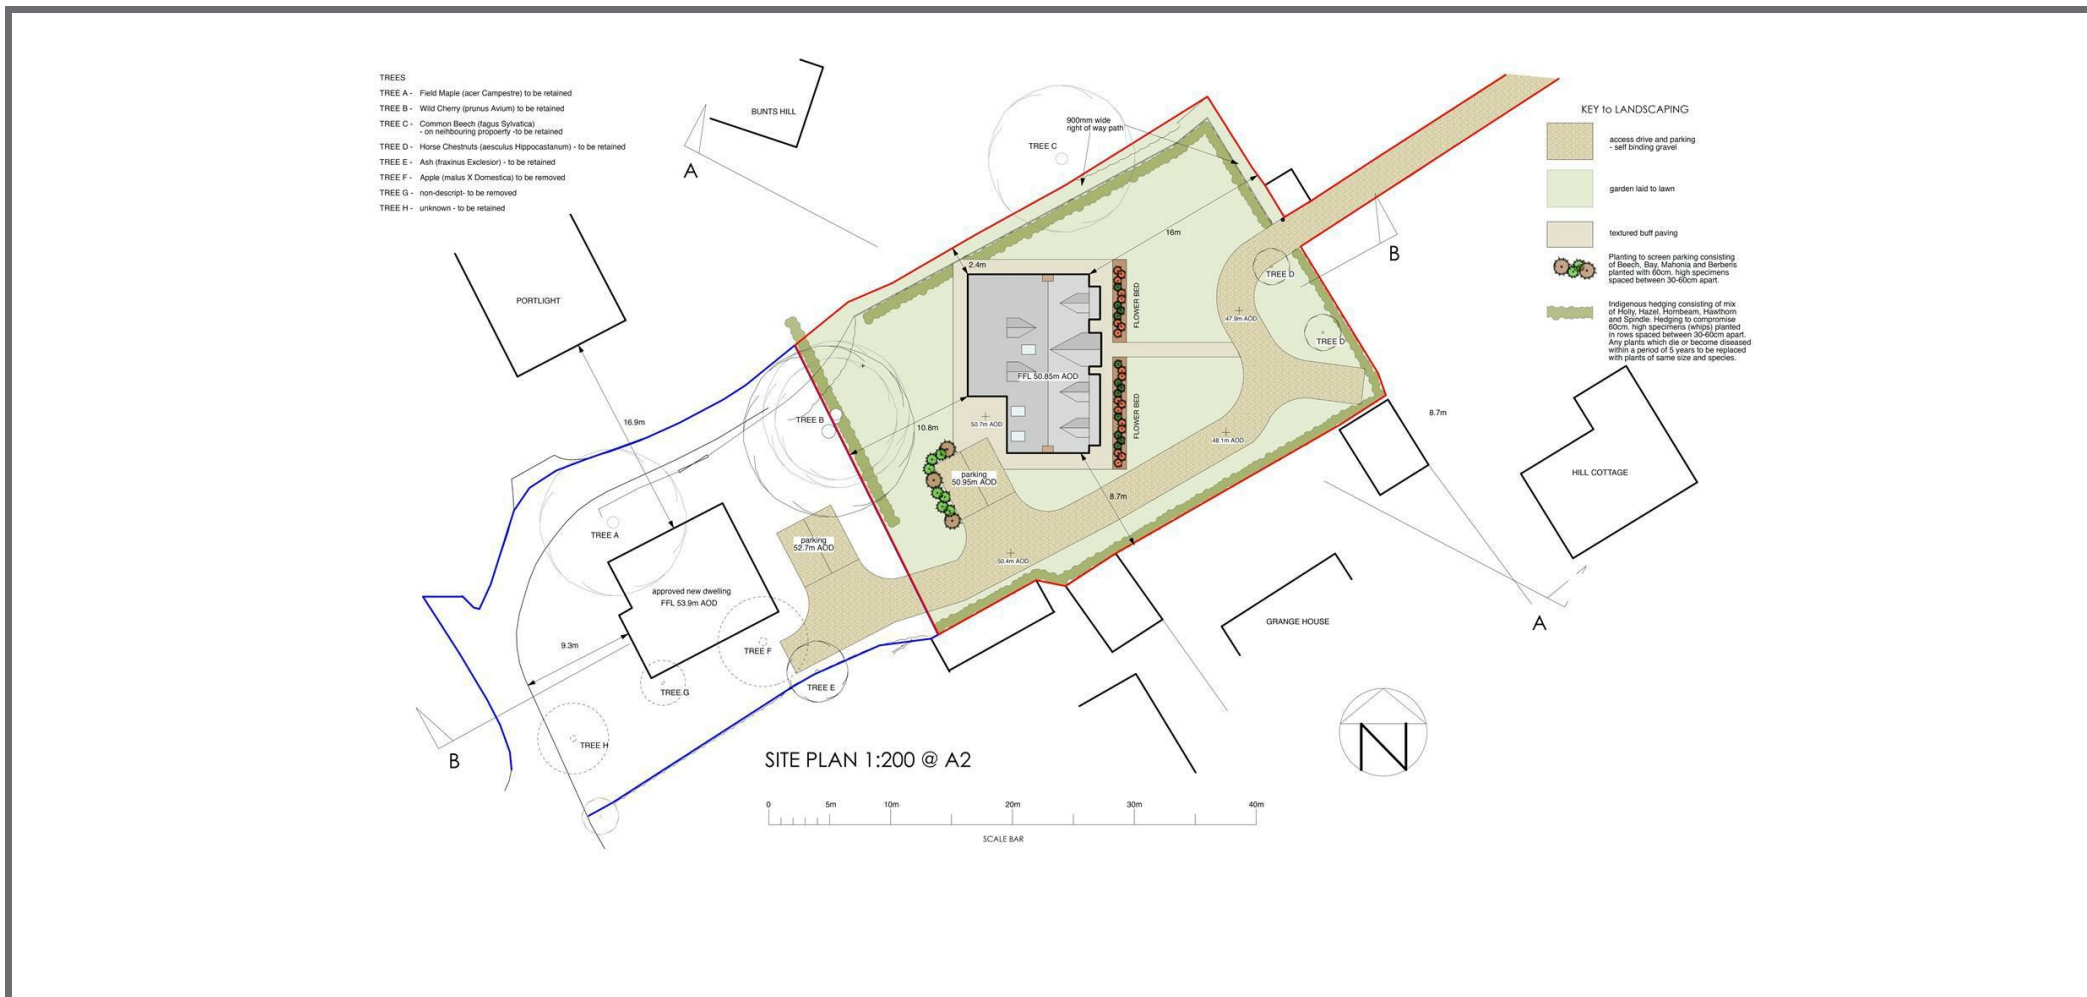 TREES
TREE A - Field Maple (acer Campestre) to be retained
TREE B - Wild Cherry (prunus Avium) to be retained
TREE C - Common Beech (fagus Sylvatica)
- on neihbouring propoerty -to be retained
TREE D - Horse Chestnuts (aesculus Hippocastanum) - to be retained
TREE E - Ash (fraxinus Exclesior) - to be retained
TREE F - Apple (malus X Domestica) to be removed
TREE G - non-descript- to be removed
TREE H - unknown - to be retained
BUNTS HILL
A
900mm wide
right of way path
TREE C
KEY to LANDSCAPING
access drive and parking
- self binding gravel
garden laid to lawn
textured buff paving
Planting to screen parking consisting
of Beech, Bay, Mahonia and Berberis
planted with 60cm. high specimens
spaced between 30-60cm apart.
Indigenous hedging consisting of mix
of Holly, Hazel, Hornbeam, Hawthorn
and Spindle. Hedging to compromise
60cm. high specimens (whips) planted
in rows spaced between 30-60cm apart.
Any plants which die or become diseased
within a period of 5 years to be replaced
with plants of same size and species.
16m
B
2.4m
TREE D
PORTLIGHT
FLOWER BED
47.9m AOD
TREE D
FFL 50.85m AOD
16.9m
TREE B
10.8m
50.7m AOD
FLOWER BED
48.1m AOD
8.7m
HILL COTTAGE
parking
50.95m AOD
8.7m
TREE A
parking
52.7m AOD
50.4m AOD
approved new dwelling
FFL 53.9m AOD
GRANGE HOUSE
A
9.3m
TREE F
TREE G
TREE E
TREE H
B
N
SITE PLAN 1:200 @ A2
0 5m 10m 20m 30m 40m
SCALE BAR